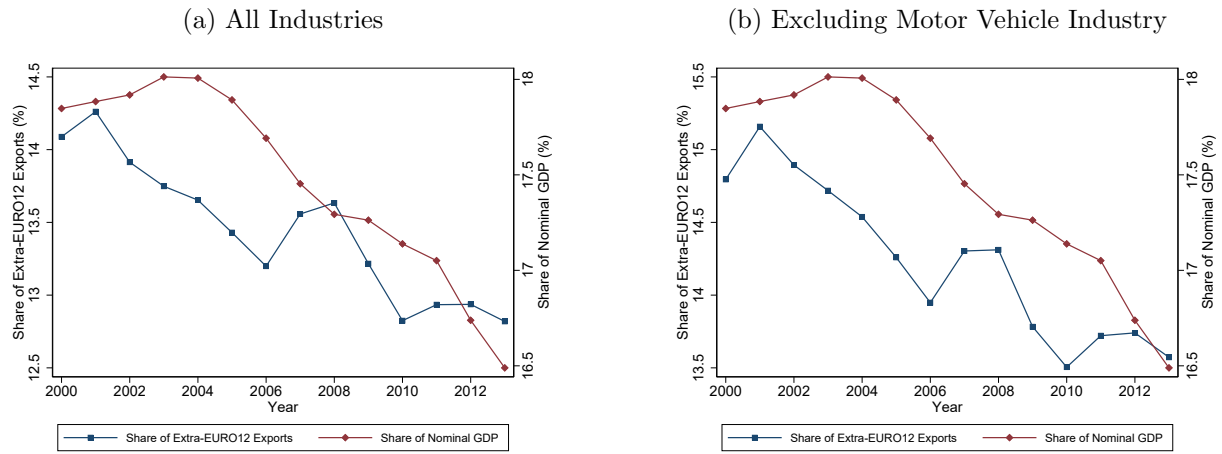 (a) All Industries
Share of Extra-EURO12 Exports (%)
14.5
14
13.5
13
12.5
Share of Nominal GDP (%)
18
17.5
17
16.5
2000 2002 2004 2006 2008 2010 2012
Year
Share of Extra-EURO12 Exports Share of Nominal GDP
(b) Excluding Motor Vehicle Industry
Share of Extra-EURO12 Exports (%)
15.5
15
14.5
14
13.5
Share of Nominal GDP (%)
18
17.5
17
16.5
2000 2002 2004 2006 2008 2010 2012
Year
Share of Extra-EURO12 Exports Share of Nominal GDP